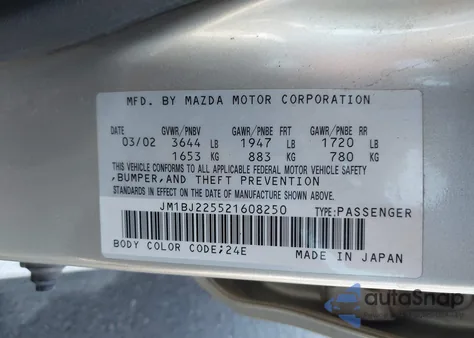 MFD. BY MAZDA MOTOR CORPORATION
DATE GVWR/PNBV GAWR/PNBE FRT GAWR/PNBE RR
03/02 3644 LB 1947 LB 1720 LB
1653 KG 883 KG 780 KG
THIS VEHICLE CONFORMS TO ALL APPLICABLE FEDERAL MOTOR VEHICLE SAFETY
,BUMPER,AND THEFT PREVENTION
STANDARDS IN EFFECT ON THE DATE OF MANUFACTURE SHOWN ABOVE.
JM1BJ225521608250 TYPE:PASSENGER
BODY COLOR CODE;24E MADE IN JAPAN
autoSnap